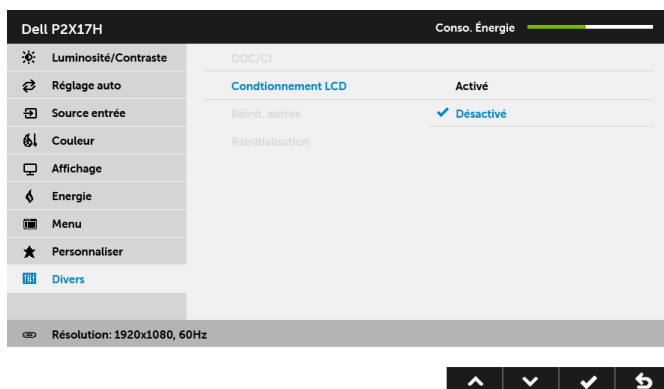 Dell P2X17H Conso. Énergie
Luminosité/Contraste DDC/CI
Réglage auto Condtionnement LCD Activé
Source entrée Réinit. autres Désactivé
Couleur Réinitialisation
Affichage
Energie
Menu
Personnaliser
Divers
Résolution: 1920x1080, 60Hz